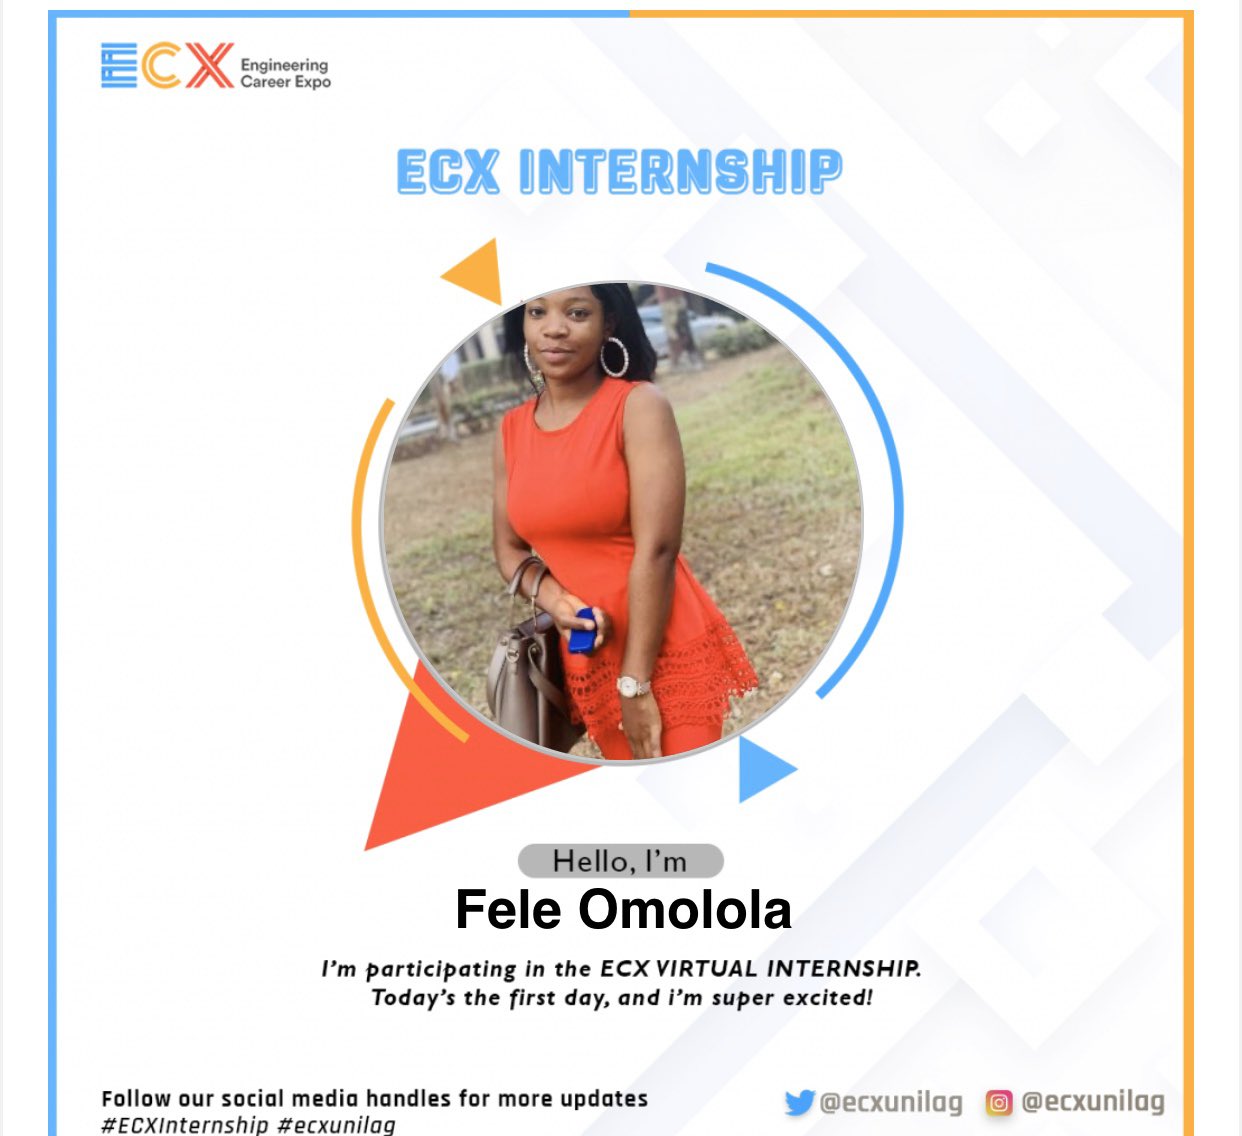 ECX Engineering
Career Expo
ECX INTERNSHIP
Hello, I'm
Fele Omolola
I'm participating in the ECX VIRTUAL INTERNSHIP.
Today's the first day, and i'm super excited!
Follow our social media handles for more updates
#ECXInternship #ecxunilag
@ecxunilag @ecxunilag